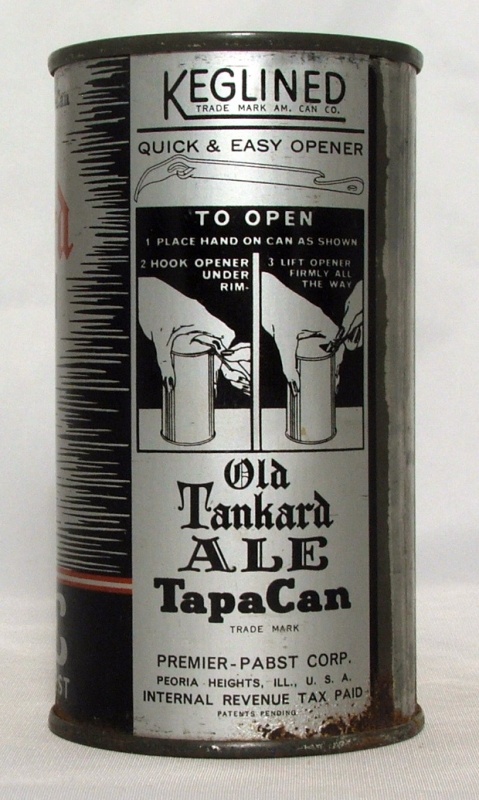 KEGLINED
TRADE MARK AM. CAN CO.
QUICK & EASY OPENER
TO OPEN
1 PLACE HAND ON CAN AS SHOWN
2 HOOK OPENER
UNDER
RIM-
3 LIFT OPENER
FIRMLY ALL
THE WAY
Old
Tankard
ALE
TapaCan
TRADE MARK
PREMIER-PABST CORP.
PEORIA HEIGHTS, ILL., U. S. A.
INTERNAL REVENUE TAX PAID
PATENTS PENDING